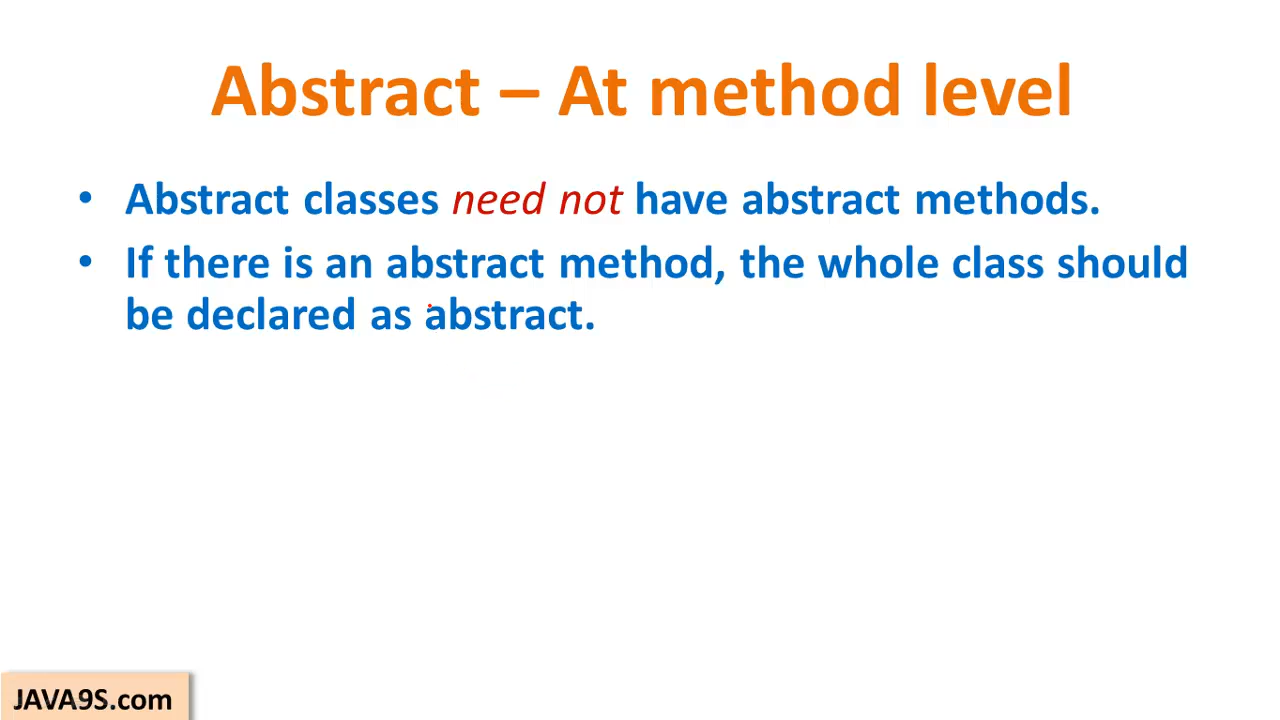 Abstract – At method level
• Abstract classes need not have abstract methods.
• If there is an abstract method, the whole class should
be declared as abstract.
JAVA9S.com